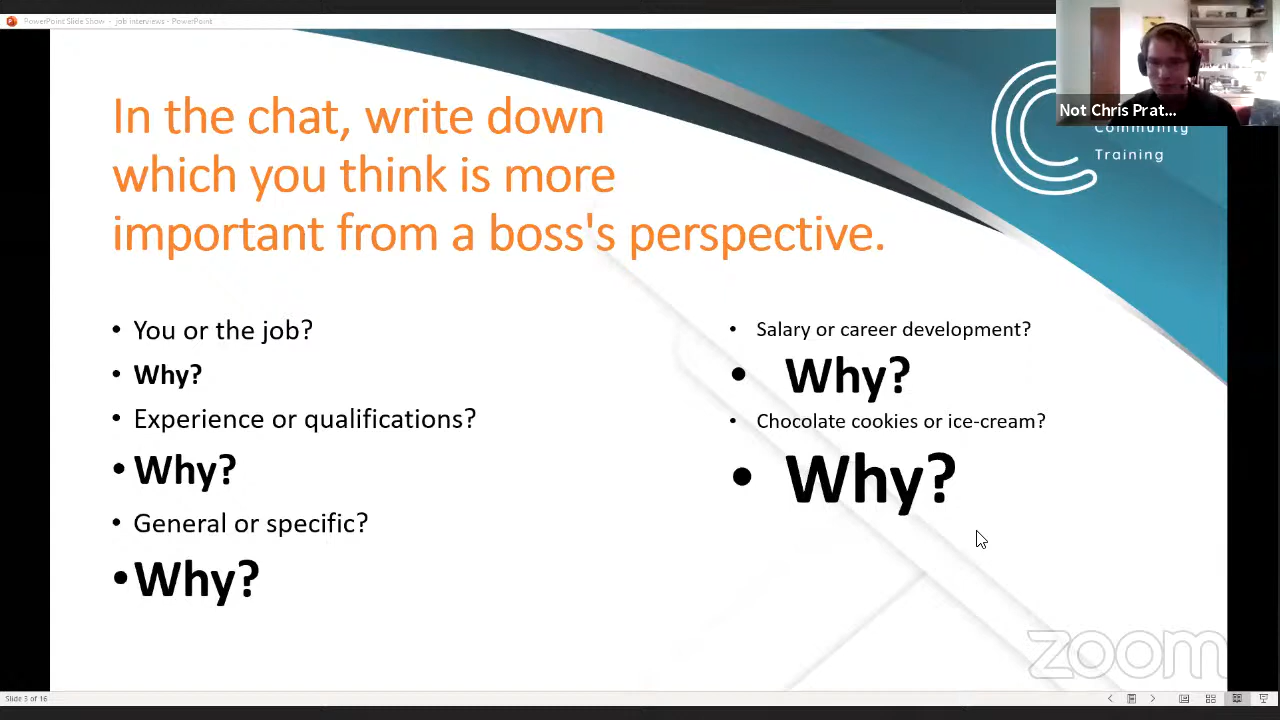 PowerPoint Slide Show - job interviews - PowerPoint
Not Chris Prat...
Community
Training
In the chat, write down
which you think is more
important from a boss's perspective.
• You or the job?
• Why?
• Experience or qualifications?
• Why?
• General or specific?
• Why?
• Salary or career development?
• Why?
• Chocolate cookies or ice-cream?
• Why?
zoom
Slide 3 of 16